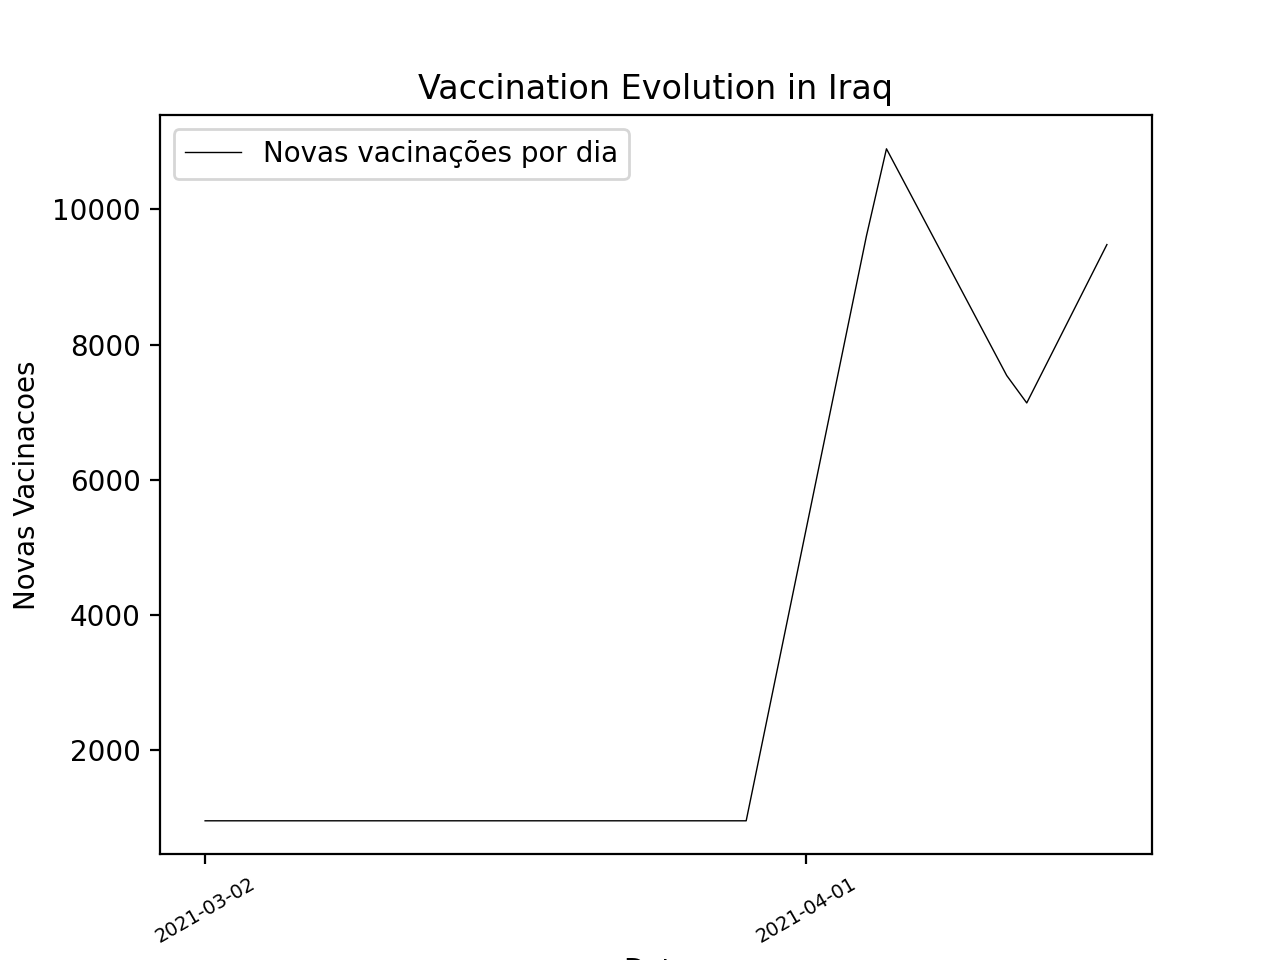 Vaccination Evolution in Iraq
Novas vacinações por dia
10000
8000
6000
4000
2000
Novas Vacinacoes
2021-03-02
2021-04-01